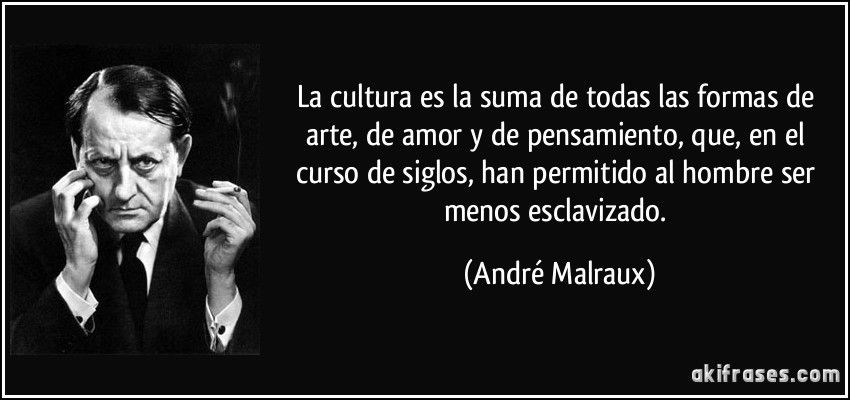 La cultura es la suma de todas las formas de
arte, de amor y de pensamiento, que, en el
curso de siglos, han permitido al hombre ser
menos esclavizado.
(André Malraux)
akifrases.com